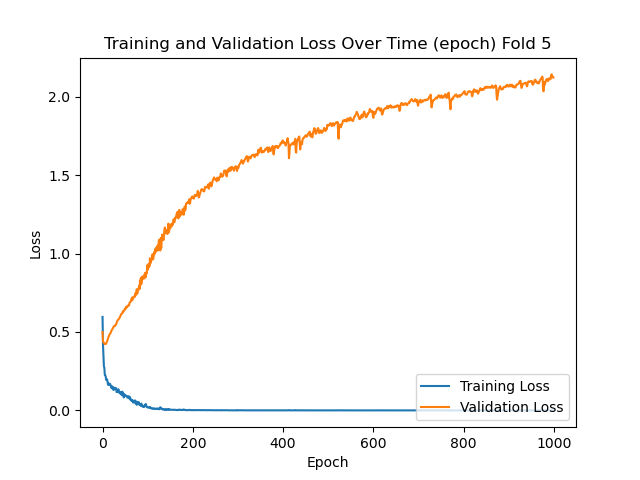 Training and Validation Loss Over Time (epoch) Fold 5
Loss
2.0
1.5
1.0
0.5
0.0
0 200 400 600 800 1000
Epoch
Training Loss
Validation Loss